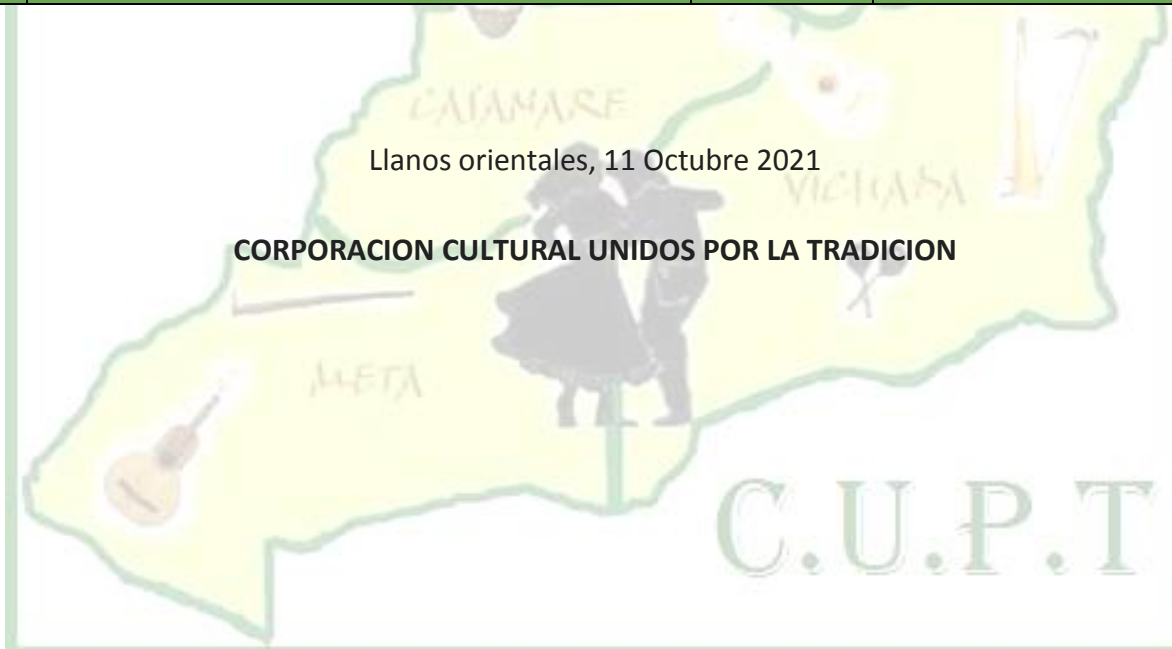 CASANARE
Llanos orientales, 11 Octubre 2021
VICHADA
CORPORACION CULTURAL UNIDOS POR LA TRADICION
META
C.U.P.T